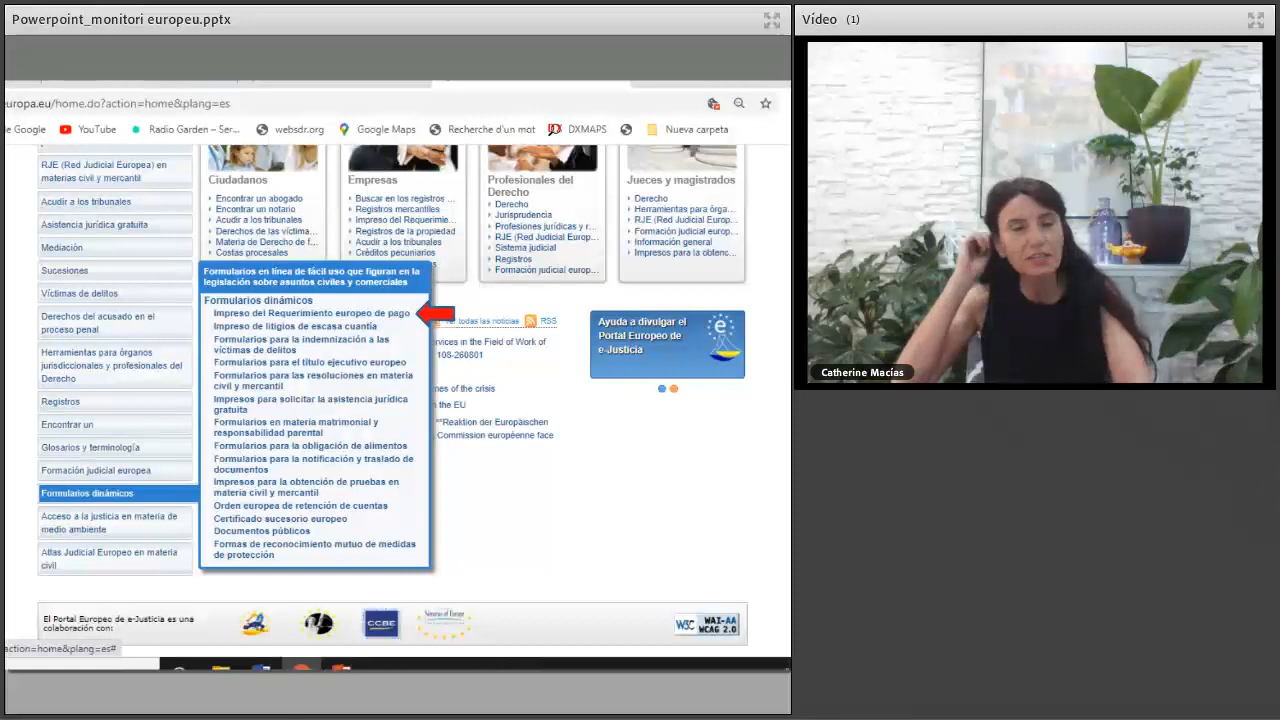 Powerpoint_monitori europeu.pptx
europa.eu/home.do?action=home&plang=es
Google
YouTube
Radio Garden – Ser...
websdr.org
Google Maps
Recherche d'un mot
DXMAPS
Nueva carpeta
RJE (Red Judicial Europea) en
materias civil y mercantil
Acudir a los tribunales
Asistencia jurídica gratuita
Mediación
Sucesiones
Víctimas de delitos
Derechos del acusado en el
proceso penal
Herramientas para órganos
jurisdiccionales y profesionales del
Derecho
Registros
Encontrar un
Glosarios y terminología
Formación judicial europea
Formularios dinámicos
Acceso a la justicia en materia de
medio ambiente
Atlas Judicial Europeo en materia
civil
Ciudadanos
Encontrar un abogado
Encontrar un notario
Acudir a los tribunales
Derechos de las víctima...
Materia de Derecho de f...
Costas procesales
Empresas
Buscar en los registros ...
Registros mercantiles
Impreso del Requerimie...
Registros de la propiedad
Acudir a los tribunales
Créditos pecuniarios
Profesionales del
Derecho
Derecho
Jurisprudencia
Profesiones jurídicas y r...
RJE (Red Judicial Europ...
Sistema judicial
Registros
Formación judicial europ...
Jueces y magistrados
Derecho
Herramientas para órga...
RJE (Red Judicial Europ...
Formación judicial europ...
Información general
Impresos para la obtenc...
Formularios en línea de fácil uso que figuran en la
legislación sobre asuntos civiles y comerciales
Formularios dinámicos
Impreso del Requerimiento europeo de pago
Impreso de litigios de escasa cuantía
Formularios para la indemnización a las
víctimas de delitos
Formularios para el título ejecutivo europeo
Formularios para las resoluciones en materia
civil y mercantil
Impresos para solicitar la asistencia jurídica
gratuita
Formularios en materia matrimonial y
responsabilidad parental
Formularios para la obligación de alimentos
Formularios para la notificación y traslado de
documentos
Impresos para la obtención de pruebas en
materia civil y mercantil
Orden europea de retención de cuentas
Certificado sucesorio europeo
Documentos públicos
Formas de reconocimiento mutuo de medidas
de protección
todas las noticias
RSS
rvices in the Field of Work of
108-260801
mes of the crisis
n the EU
**Reaktion der Europäischen
Commission européenne face
Ayuda a divulgar el
Portal Europeo de
e-Justicia
e
El Portal Europeo de e-Justicia es una
colaboración con:
CCBE
Notaries of Europe
W3C WAI-AA
WCAG 2.0
action=home&plang=es#
Vídeo (1)
Catherine Macías